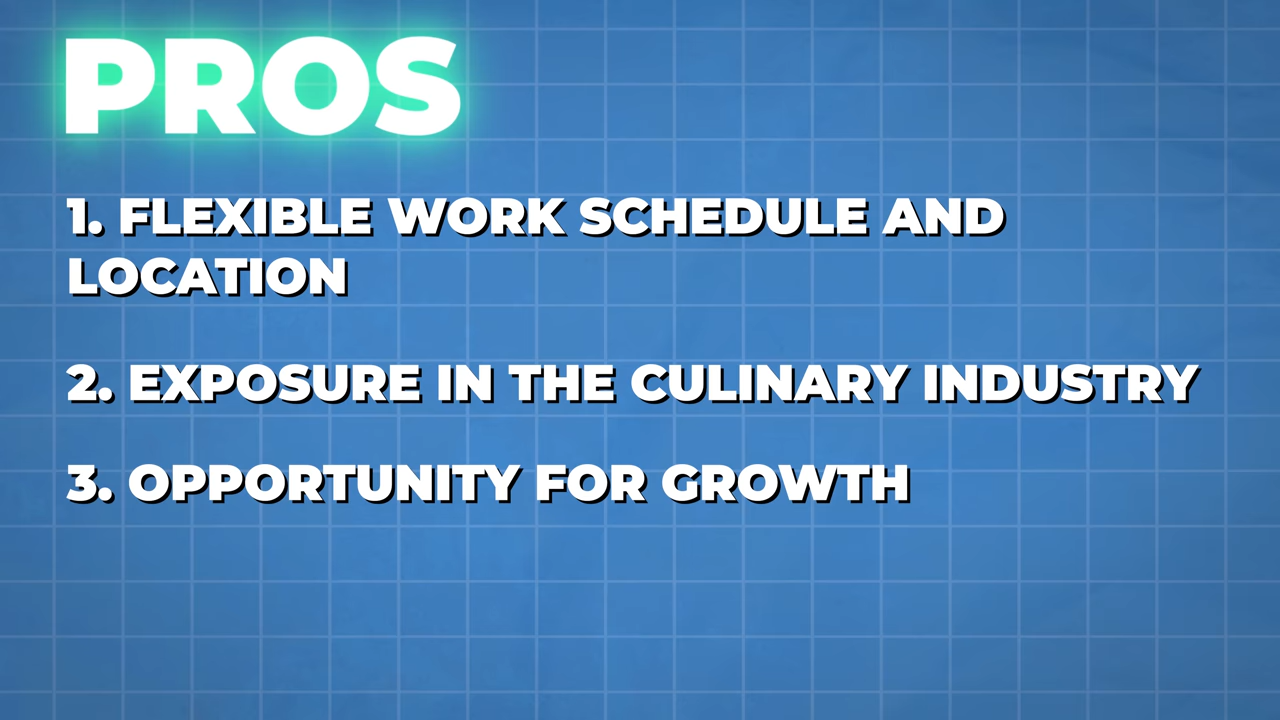 PROS
1. FLEXIBLE WORK SCHEDULE AND
LOCATION
2. EXPOSURE IN THE CULINARY INDUSTRY
3. OPPORTUNITY FOR GROWTH